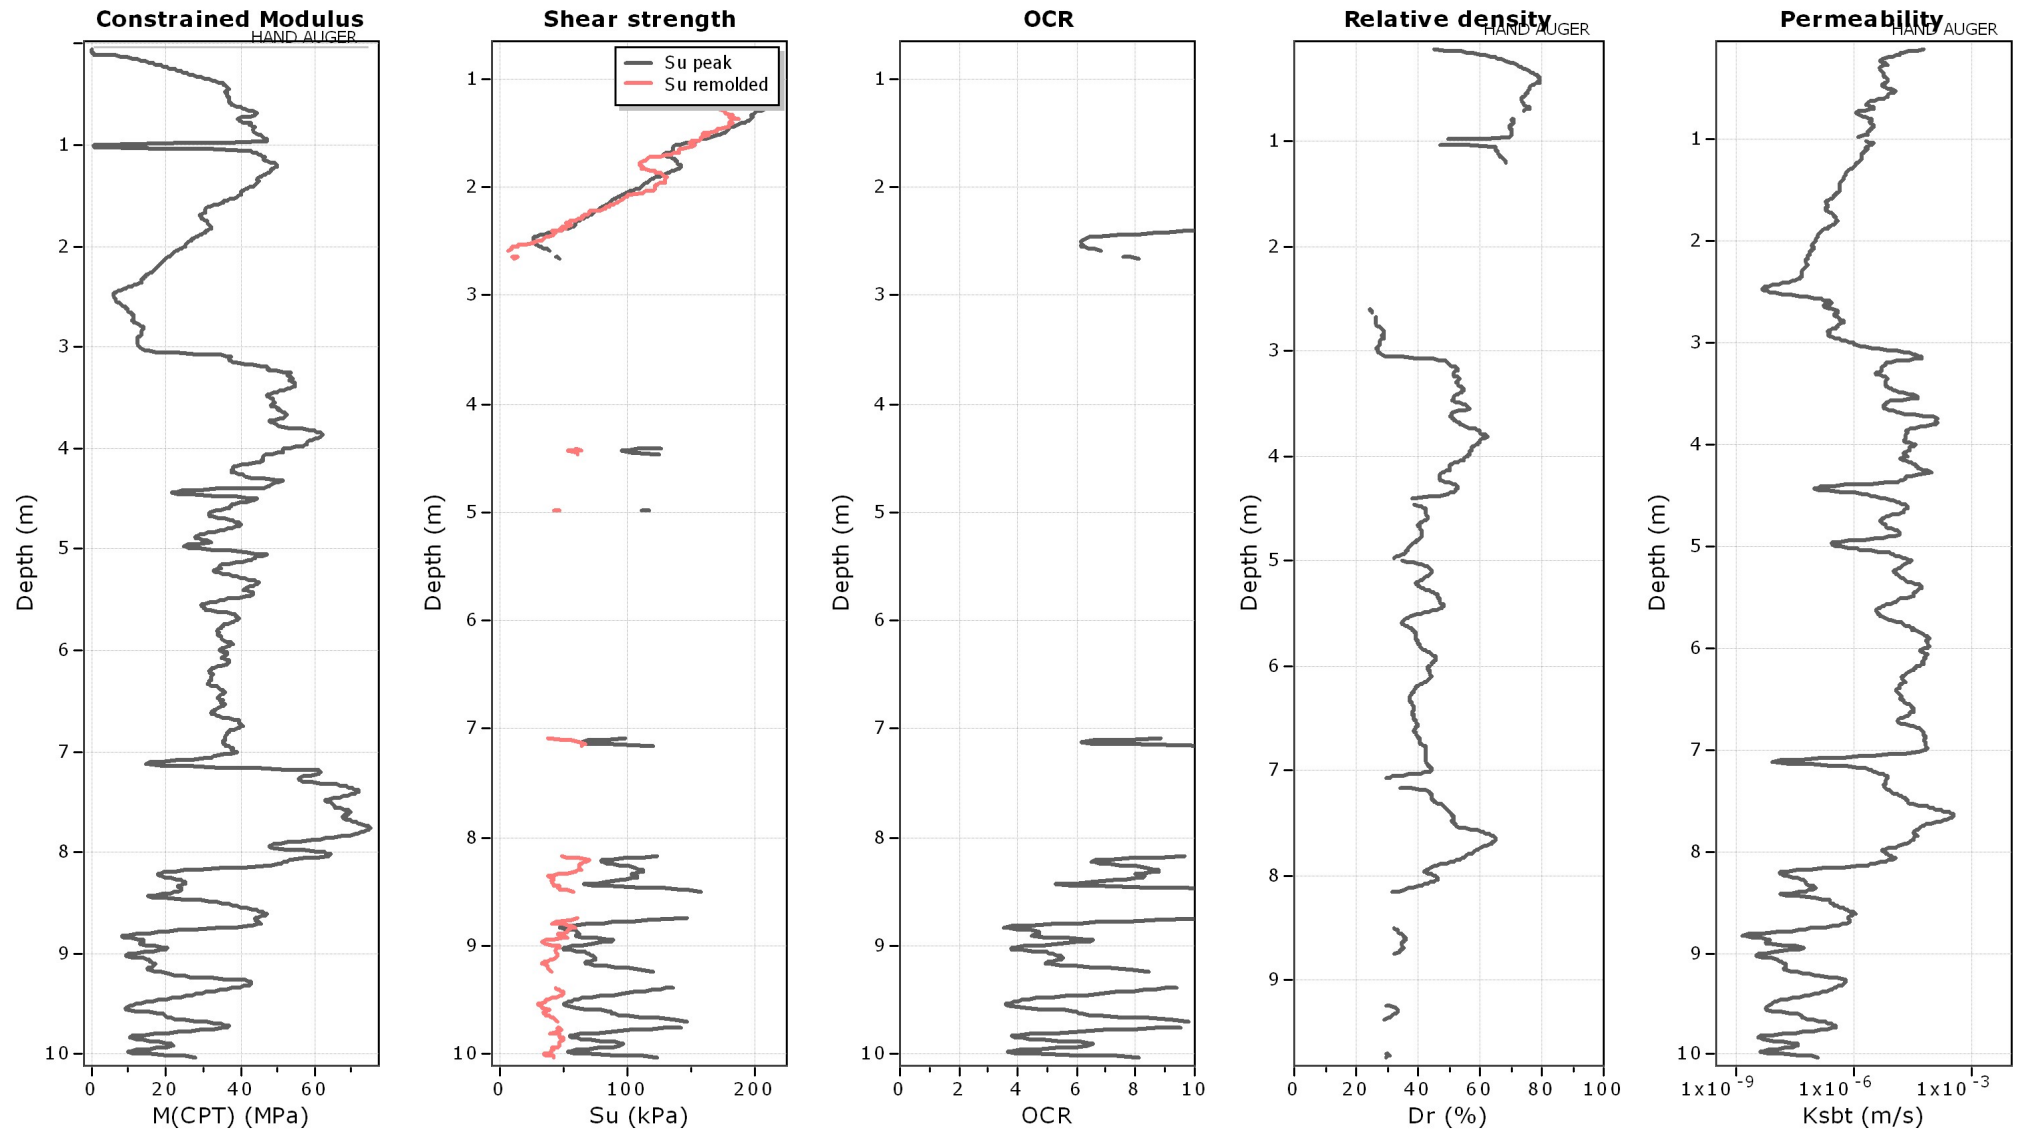 Constrained Modulus
HAND AUGER
1
2
3
4
5
6
7
8
9
10
0 20 40 60
M(CPT) (MPa)
Depth (m)
Shear strength
Su peak
Su remolded
1
2
3
4
5
6
7
8
9
10
0 100 200
Su (kPa)
Depth (m)
OCR
1
2
3
4
5
6
7
8
9
10
0 2 4 6 8 10
OCR
Depth (m)
Relative density
HAND AUGER
1
2
3
4
5
6
7
8
9
0 20 40 60 80 100
Dr (%)
Depth (m)
Permeability
HAND AUGER
1
2
3
4
5
6
7
8
9
10
1x10-9 1x10-6 1x10-3
Ksbt (m/s)
Depth (m)